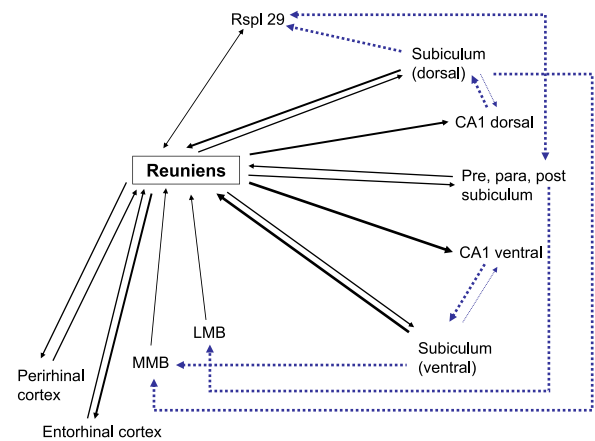 Rspl 29
Subiculum
(dorsal)
CA1 dorsal
Reuniens
Pre, para, post
subiculum
CA1 ventral
LMB
MMB
Subiculum
(ventral)
Perirhinal
cortex
Entorhinal cortex